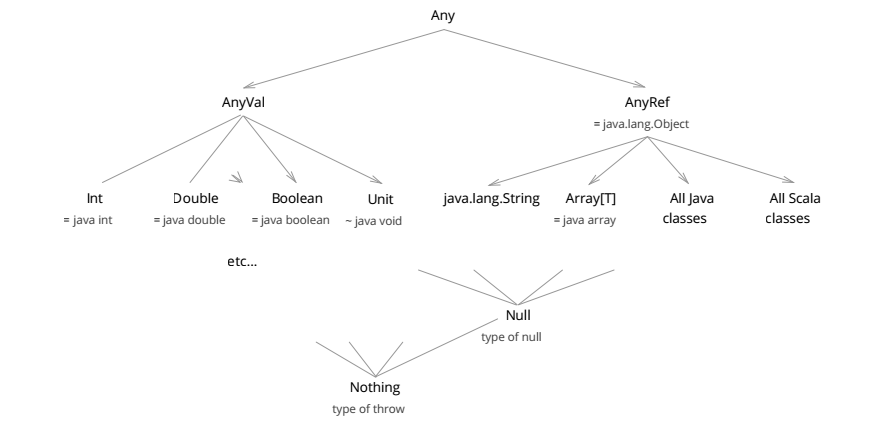 Any
AnyVal
AnyRef
= java.lang.Object
Int
Double
Boolean
Unit
java.lang.String
Array[T]
All Java
All Scala
= java int
= java double
= java boolean
~ java void
= java array
classes
classes
etc...
Null
type of null
Nothing
type of throw